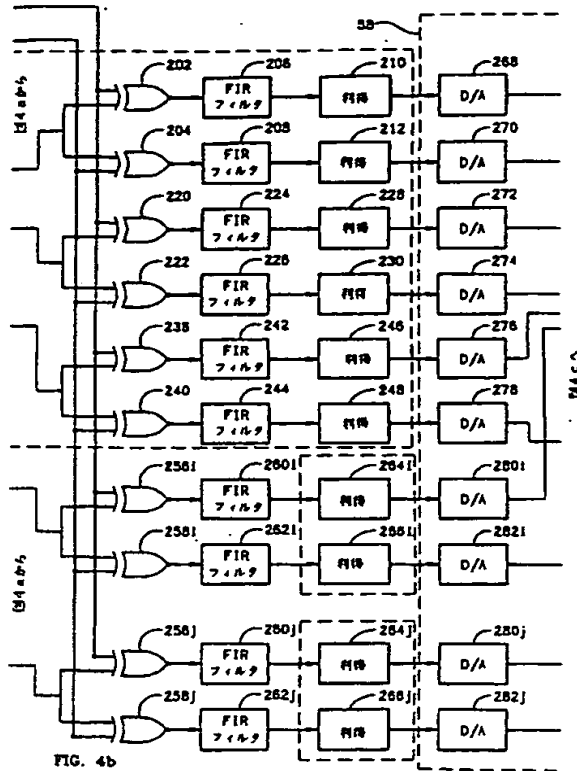 58
202
206
210
268
FIR
フィルタ
利得
D/A
図4aから
204
208
212
270
FIR
フィルタ
利得
D/A
220
224
228
272
FIR
フィルタ
利得
D/A
222
226
230
274
FIR
フィルタ
利得
D/A
238
242
246
276
FIR
フィルタ
利得
D/A
240
244
248
278
FIR
フィルタ
利得
D/A
256i
260i
264i
280i
FIR
フィルタ
利得
D/A
図4aから
258i
262i
266i
282i
FIR
フィルタ
利得
D/A
256j
260j
264j
280j
FIR
フィルタ
利得
D/A
258j
262j
266j
282j
FIR
フィルタ
利得
D/A
FIG. 4b